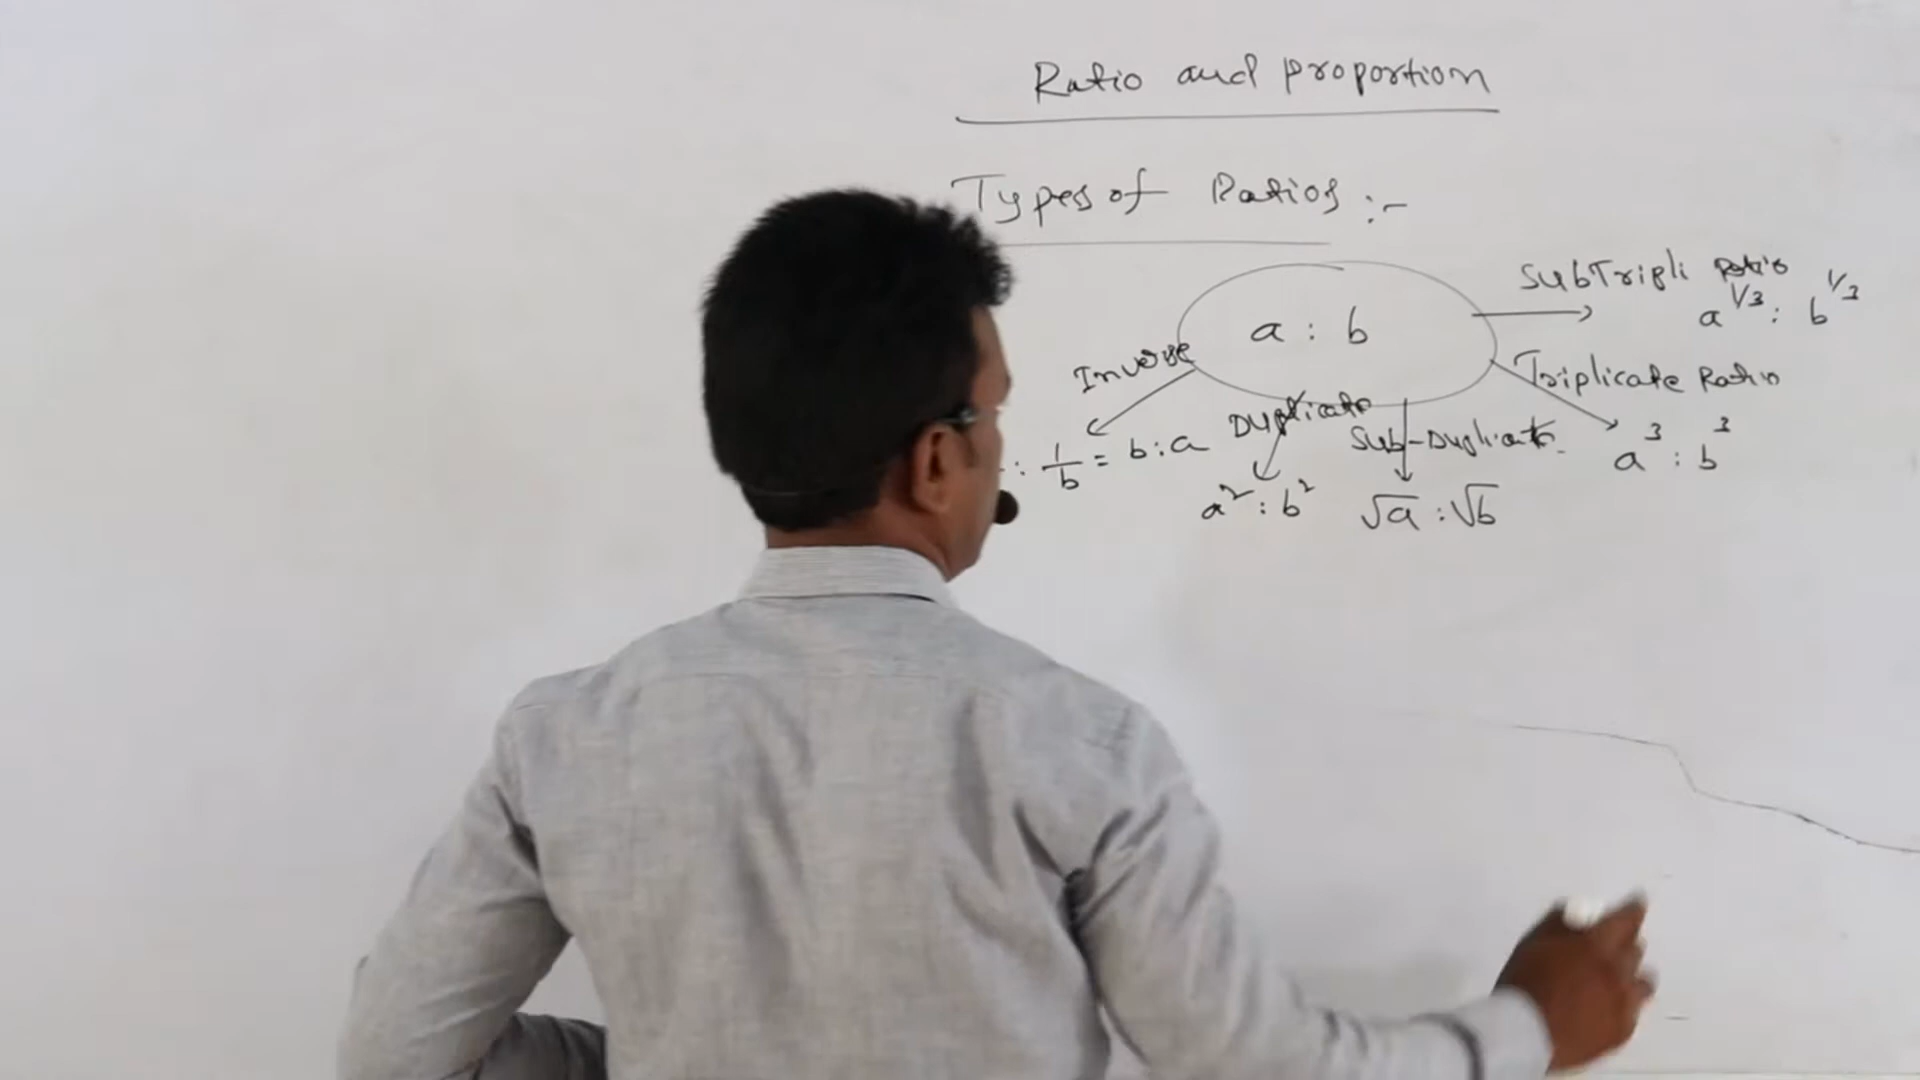 Ratio and proportion
Types of Ratios :-
SubTripli Ratio
a^1/3 : b^1/3
a : b
Inverse
Triplicate Ratio
a^3 : b^3
Duplicate
Sub-Duplicate
: 1/b = b:a
a^2 : b^2
√a : √b